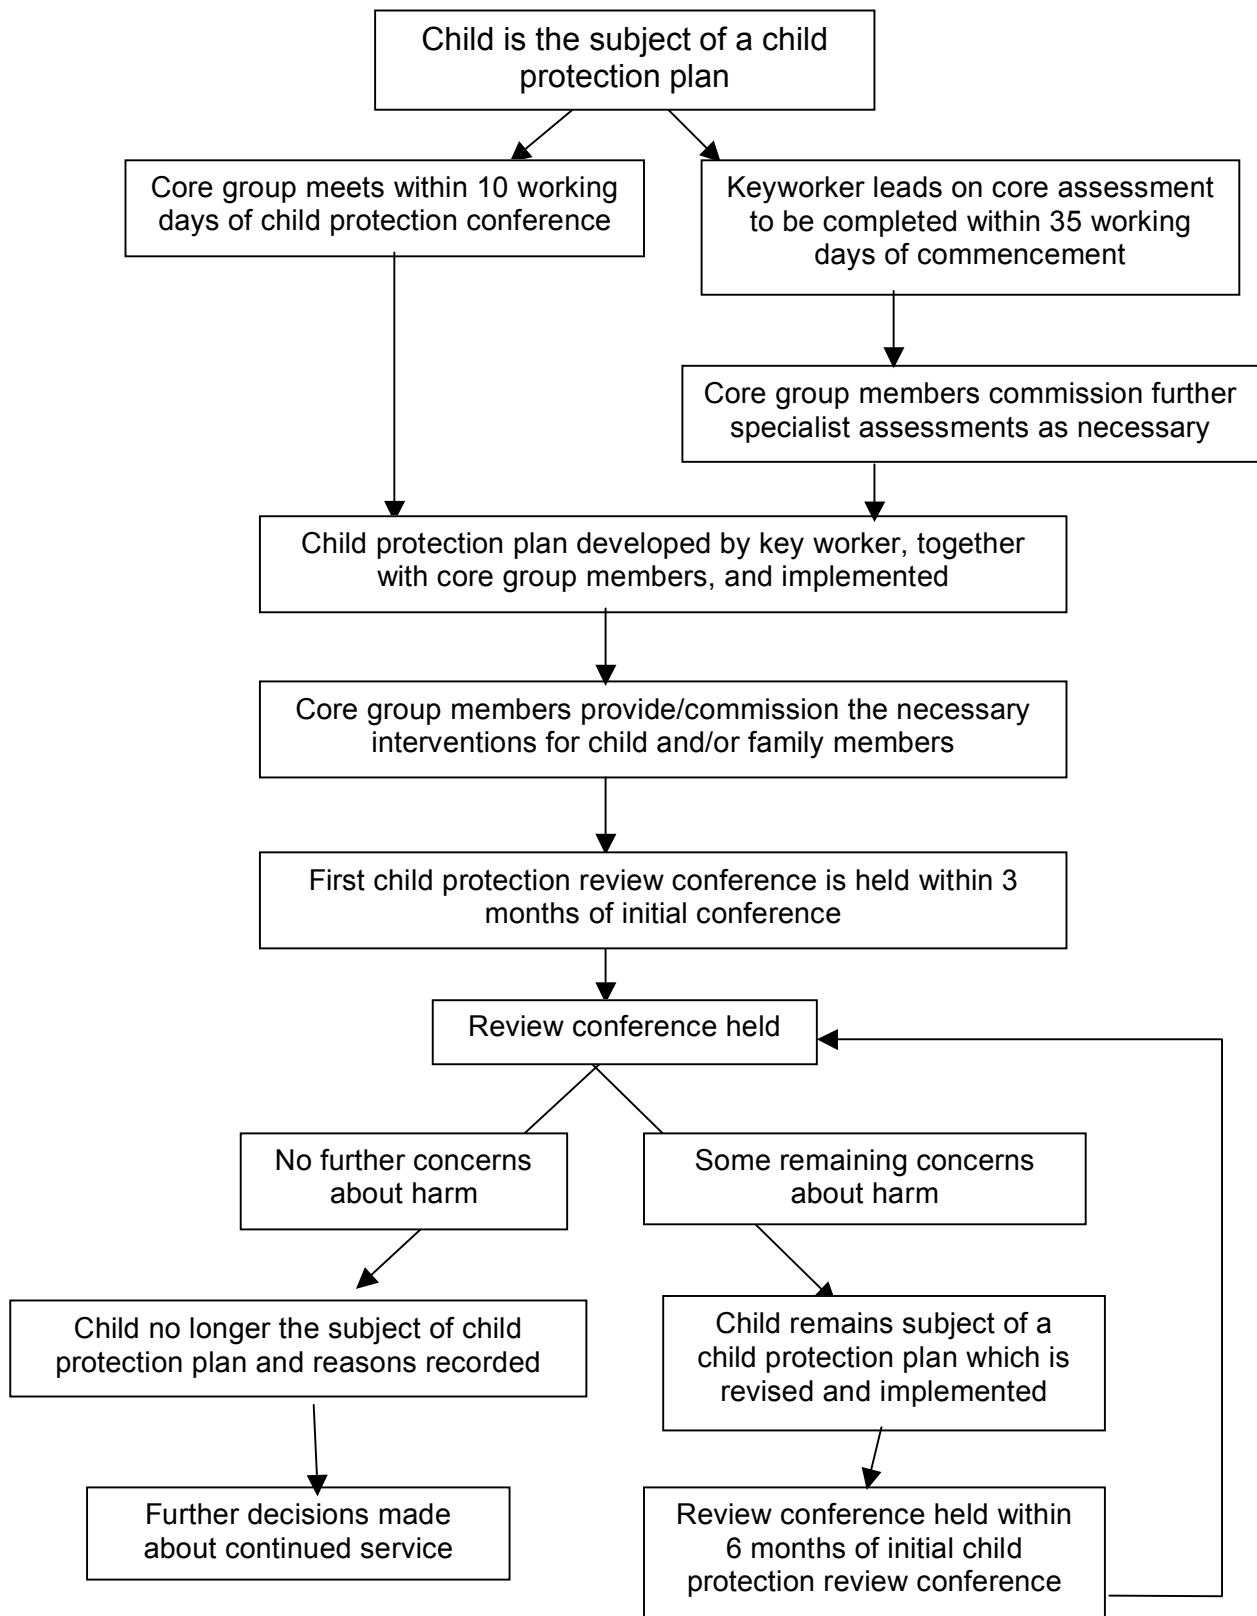 Child is the subject of a child
protection plan
Core group meets within 10 working
days of child protection conference
Keyworker leads on core assessment
to be completed within 35 working
days of commencement
Core group members commission further
specialist assessments as necessary
Child protection plan developed by key worker, together
with core group members, and implemented
Core group members provide/commission the necessary
interventions for child and/or family members
First child protection review conference is held within 3
months of initial conference
Review conference held
No further concerns
about harm
Some remaining concerns
about harm
Child no longer the subject of child
protection plan and reasons recorded
Child remains subject of a
child protection plan which is
revised and implemented
Further decisions made
about continued service
Review conference held within
6 months of initial child
protection review conference